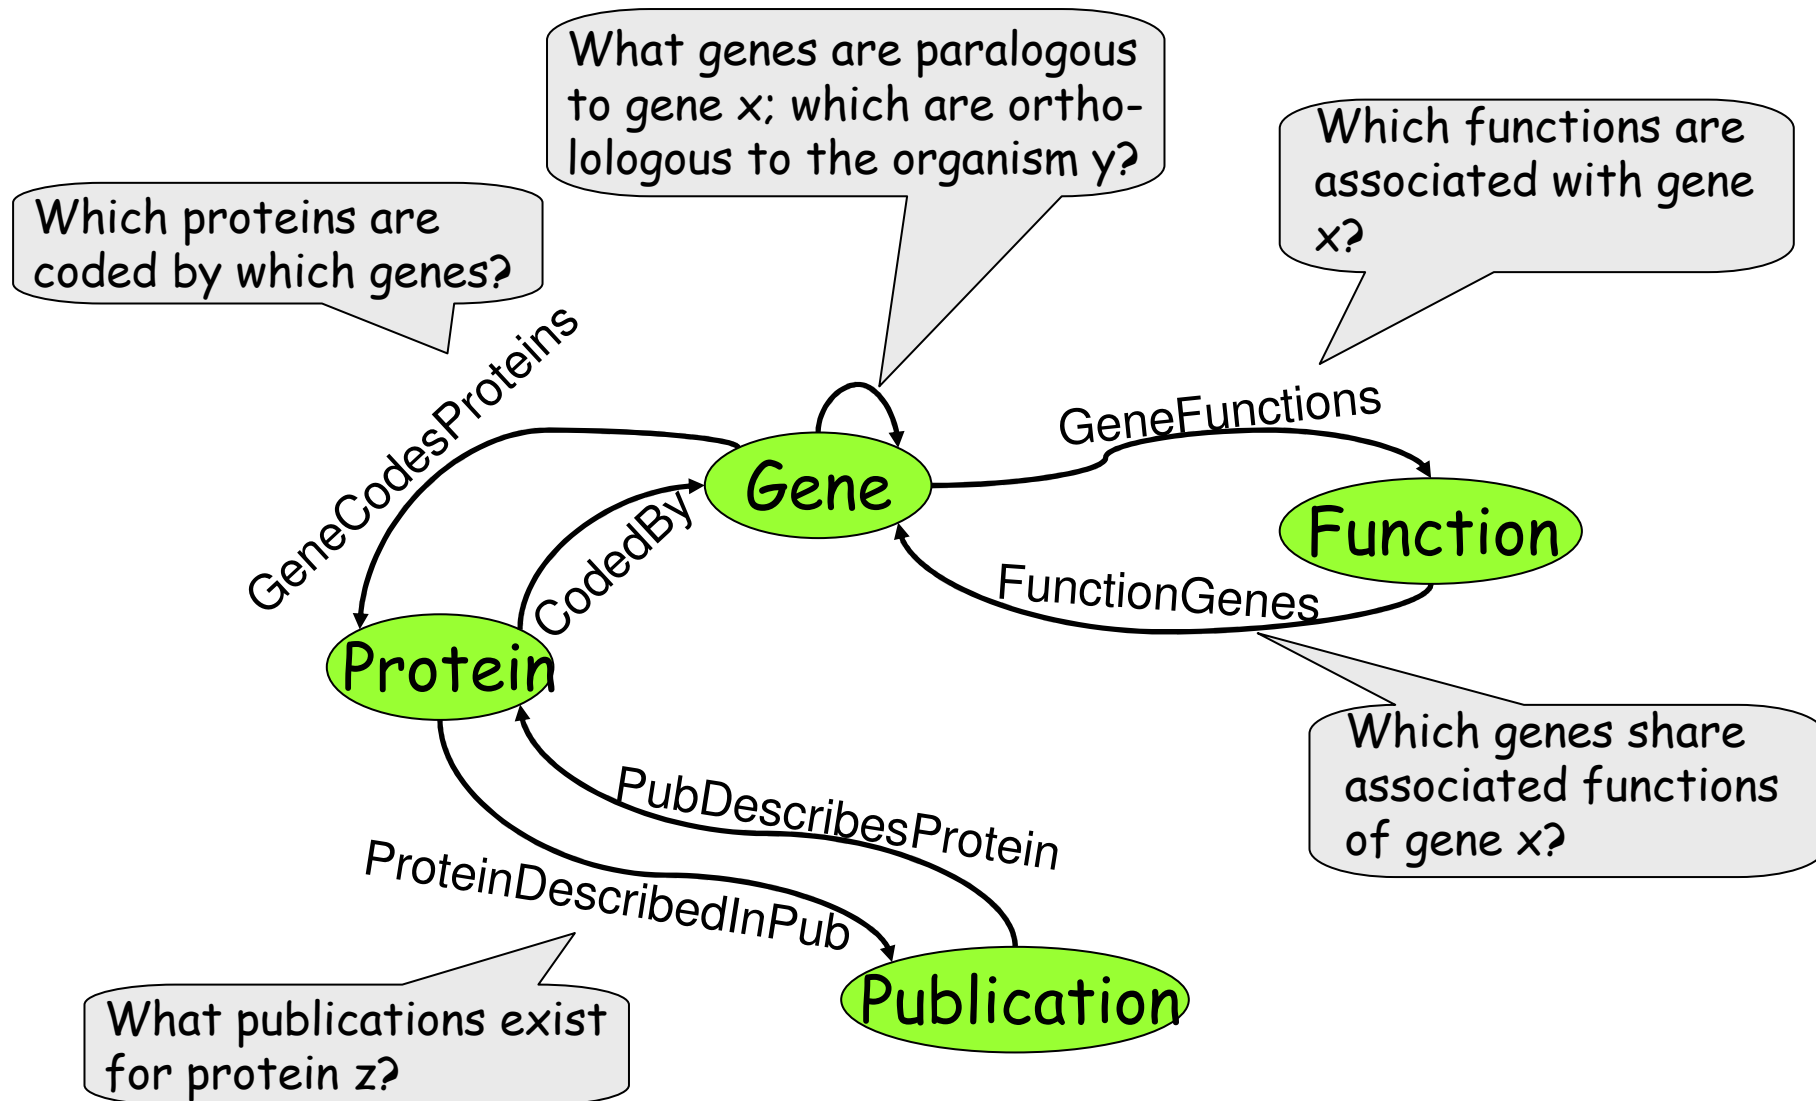 What genes are paralogous
to gene x; which are ortho-
lologous to the organism y?
Which functions are
associated with gene
x?
Which proteins are
coded by which genes?
GeneCodesProteins
GeneFunctions
Gene
CodedBy
Function
FunctionGenes
Protein
Which genes share
associated functions
of gene x?
PubDescribesProtein
ProteinDescribedInPub
Publication
What publications exist
for protein z?